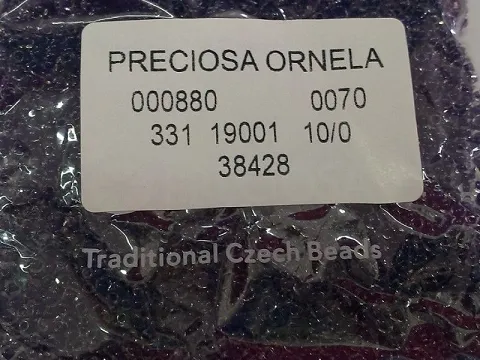 PRECIOSA ORNELA
000880 0070
331 19001 10/0
38428
Traditional Czech Beads